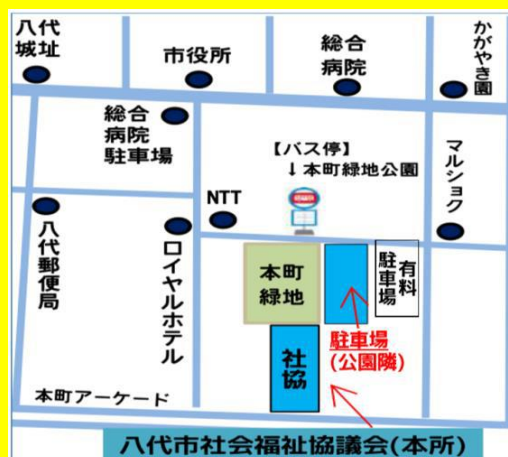 八代
城址
市役所
総合
病院
かがやき園
総合
病院
駐車場
【バス停】
↓本町緑地公園
マルショク
NTT
八代郵便局
ロイヤルホテル
本町
緑地
有料
駐車場
駐車場
(公園隣)
社協
本町アーケード
八代市社会福祉協議会(本所)